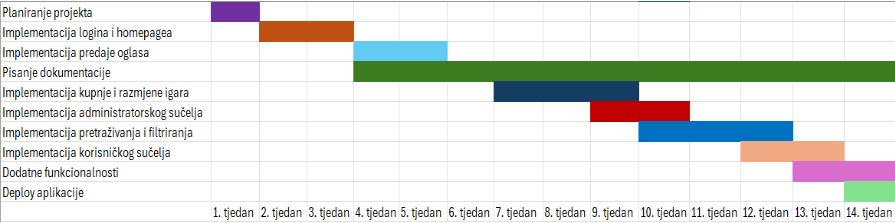 Planiranje projekta
Implementacija logina i homepagea
Implementacija predaje oglasa
Pisanje dokumentacije
Implementacija kupnje i razmjene igara
Implementacija administratorskog sučelja
Implementacija pretraživanja i filtriranja
Implementacija korisničkog sučelja
Dodatne funkcionalnosti
Deploy aplikacije
1. tjedan 2. tjedan 3. tjedan 4. tjedan 5. tjedan 6. tjedan 7. tjedan 8. tjedan 9. tjedan 10. tjedan 11. tjedan 12. tjedan 13. tjedan 14. tjedan